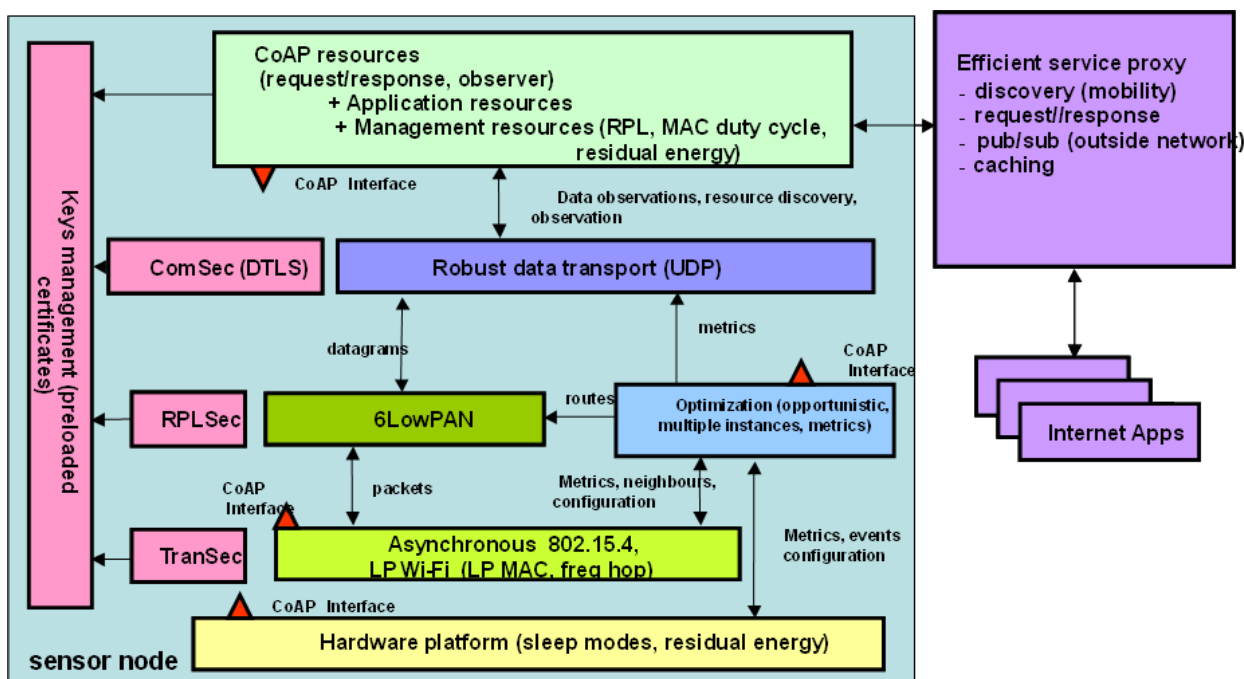 CoAP resources
(request/response, observer)
+ Application resources
+ Management resources (RPL, MAC duty cycle,
residual energy)
CoAP Interface
Data observations, resource discovery,
observation
Efficient service proxy
- discovery (mobility)
- request//response
- pub/sub (outside network)
- caching
Keys management (preloaded
certificates)
ComSec (DTLS)
Robust data transport (UDP)
datagrams
metrics
CoAP
Interface
RPLSec
6LowPAN
routes
Optimization (opportunistic,
multiple instances, metrics)
Internet Apps
CoAP
Interface
packets
Metrics, neighbours,
configuration
Metrics, events
configuration
TranSec
Asynchronous 802.15.4,
LP Wi-Fi (LP MAC, freq hop)
CoAP Interface
Hardware platform (sleep modes, residual energy)
sensor node